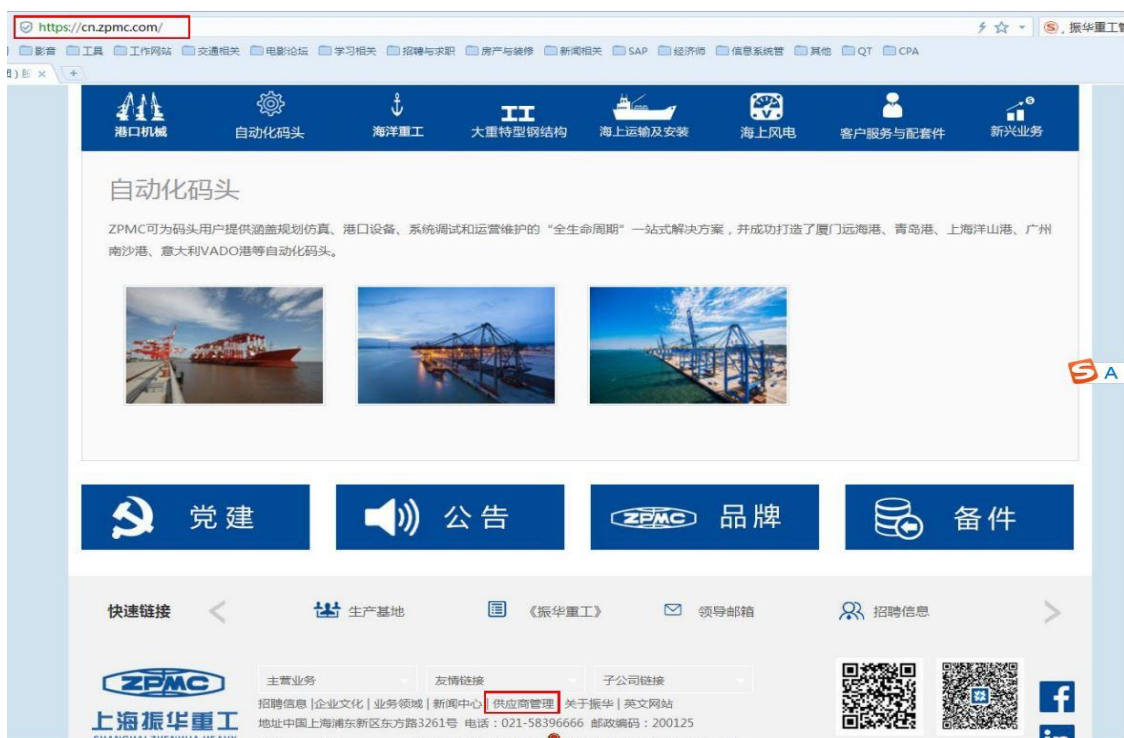 https://cn.zpmc.com/
振华重工
影音 工具 工作网站 交通相关 电影论坛 学习相关 招聘与求职 房产与装修 新闻相关 SAP 经济师 信息系统管 其他 QT CPA
港口机械 自动化码头 海洋重工 大重特型钢结构 海上运输及安装 海上风电 客户服务与配套件 新兴业务
自动化码头
ZPMC可为码头用户提供涵盖规划仿真、港口设备、系统调试和运营维护的“全生命周期”一站式解决方案，并成功打造了厦门远海港、青岛港、上海洋山港、广州
南沙港、意大利VADO港等自动化码头。
党建 公告 ZPMC 品牌 备件
快速链接 生产基地 《振华重工》 领导邮箱 招聘信息
ZPMC 主营业务 友情链接 子公司链接
招聘信息|企业文化|业务领域|新闻中心|供应商管理|关于振华|英文网站
上海振华重工 地址中国上海浦东新区东方路3261号 电话：021-58396666 邮政编码：200125